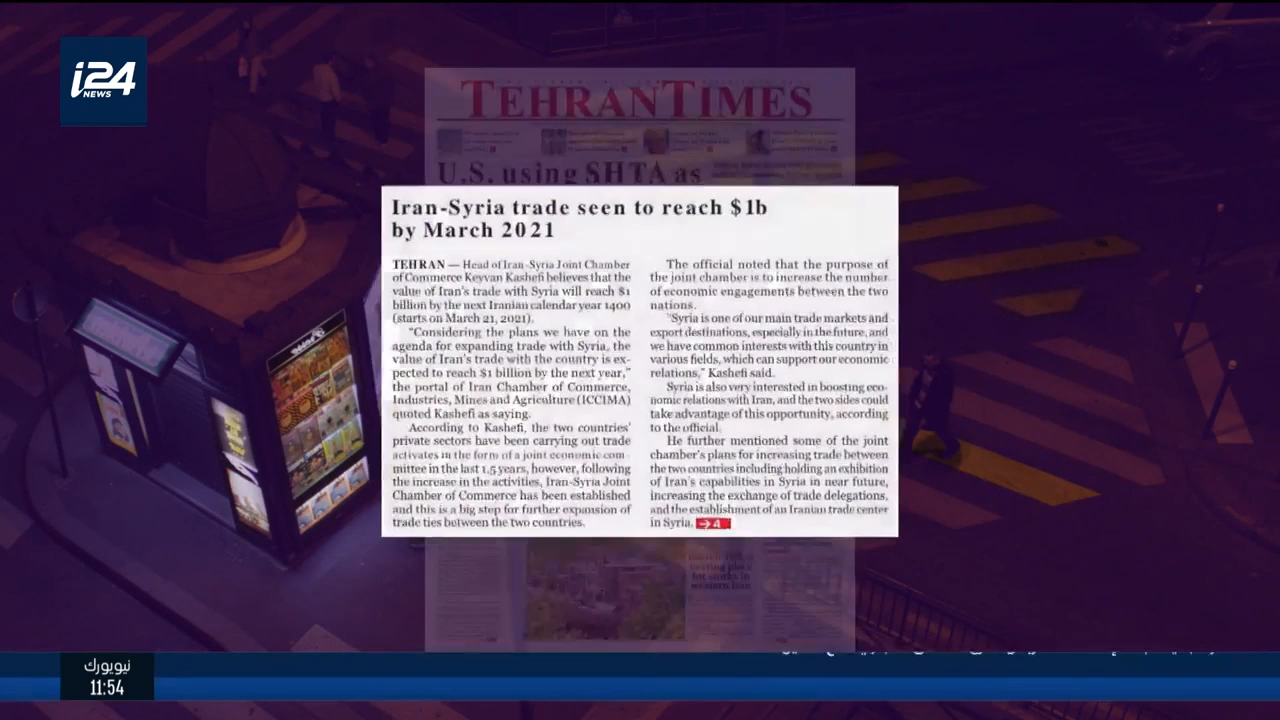 i24
NEWS
TEHRANTIMES
U.S. using SHTA as
Iran-Syria trade seen to reach $1b
by March 2021
TEHRAN — Head of Iran-Syria Joint Chamber
of Commerce Keyvan Kashefi believes that the
value of Iran's trade with Syria will reach $1
billion by the next Iranian calendar year 1400
(starts on March 21, 2021).
"Considering the plans we have on the
agenda for expanding trade with Syria, the
value of Iran's trade with the country is ex-
pected to reach $1 billion by the next year,"
the portal of Iran Chamber of Commerce,
Industries, Mines and Agriculture (ICCIMA)
quoted Kashefi as saying.
According to Kashefi, the two countries'
private sectors have been carrying out trade
activates in the form of a joint economic com-
mittee in the last 1.5 years, however, following
the increase in the activities, Iran-Syria Joint
Chamber of Commerce has been established
and this is a big step for further expansion of
trade ties between the two countries.
The official noted that the purpose of
the joint chamber is to increase the number
of economic engagements between the two
nations.
"Syria is one of our main trade markets and
export destinations, especially in the future, and
we have common interests with this country in
various fields, which can support our economic
relations," Kashefi said.
Syria is also very interested in boosting eco-
nomic relations with Iran, and the two sides could
take advantage of this opportunity, according
to the official.
He further mentioned some of the joint
chamber's plans for increasing trade between
the two countries including holding an exhibition
of Iran's capabilities in Syria in near future,
increasing the exchange of trade delegations,
and the establishment of an Iranian trade center
in Syria. → 4
نيويورك
11:54